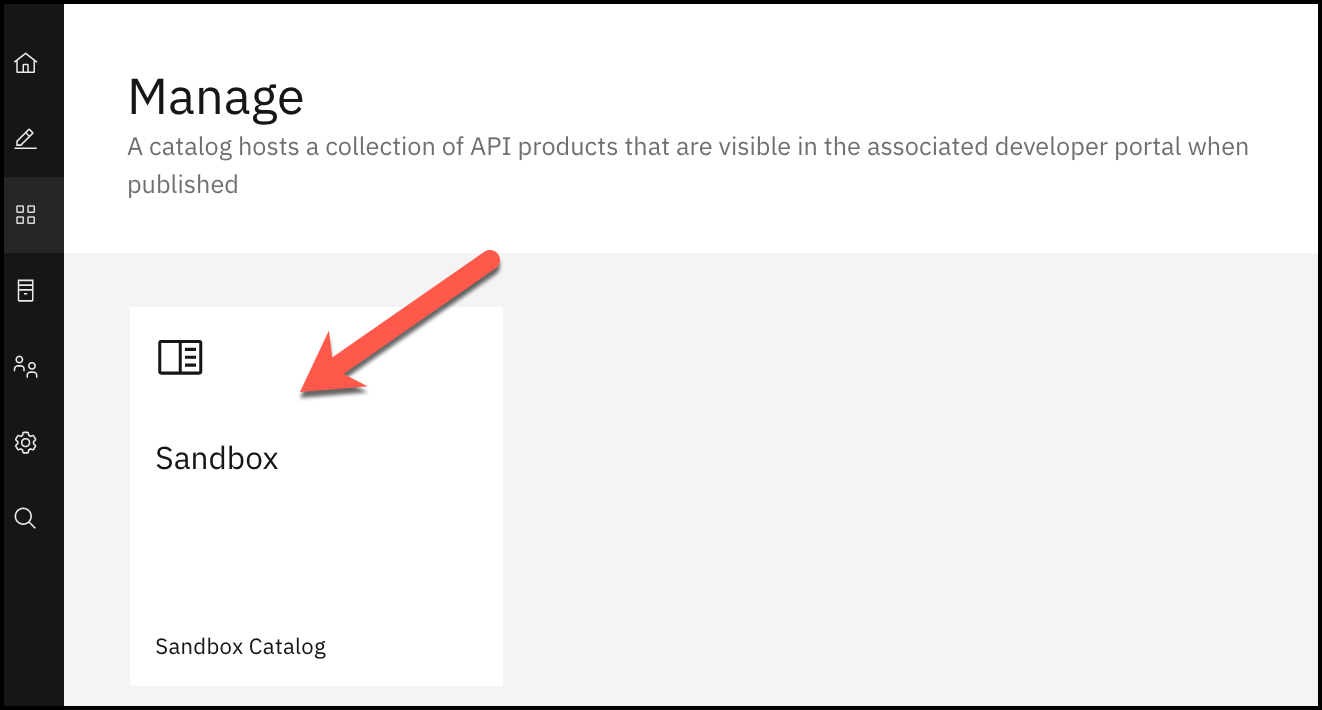 Manage
A catalog hosts a collection of API products that are visible in the associated developer portal when
published
Sandbox
Sandbox Catalog